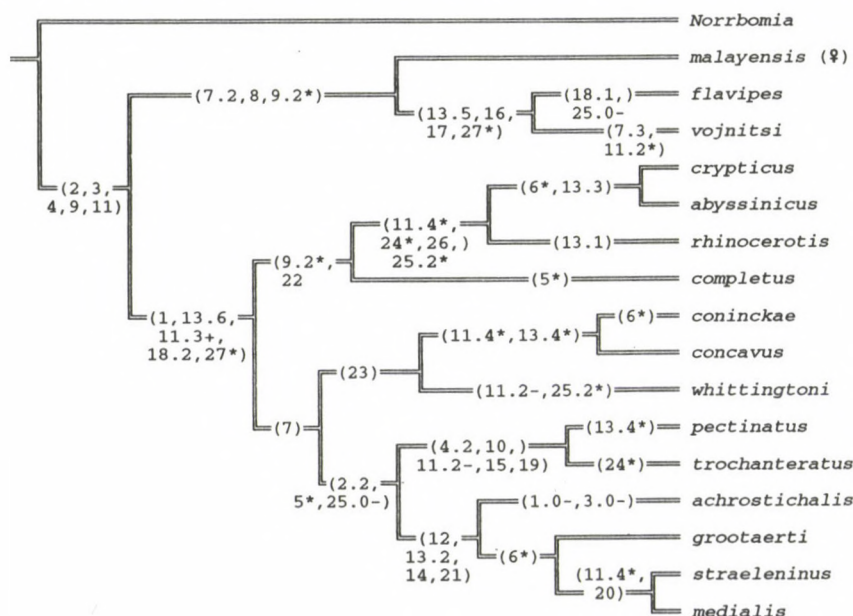 Norrbomia
malayensis (♀)
(7.2,8,9.2*)
(18.1,) flavipes
(13.5,16, 25.0-
17,27*) (7.3, vojnitsi
11.2*)
crypticus
(2,3, (6*,13.3)
4,9,11) abyssinicus
(11.4*,
24*,26,) (13.1) rhinocerotis
25.2*
(9.2*,
22 (5*) completus
(1,13.6, (6*) coninckae
11.3+, (11.4*,13.4*)
18.2,27*) concavus
(23)
(11.2-,25.2*) whittingtoni
(7) (13.4*) pectinatus
(4.2,10,)
11.2-,15,19) (24*) trochanteratus
(2.2,
5*,25.0-) (1.0-,3.0-) achrostichalis
(12, grootaerti
13.2, (6*)
14,21) (11.4*, straeleninus
20) medialis